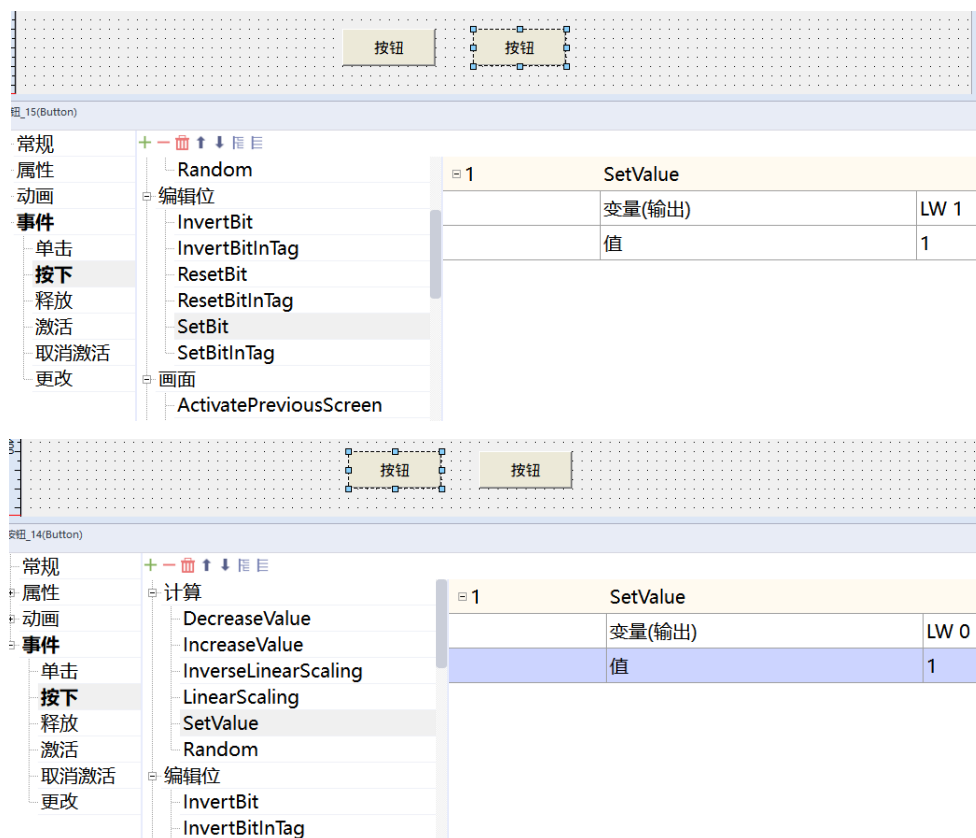 按钮 按钮
钮_15(Button)
常规
属性
动画
事件
单击
按下
释放
激活
取消激活
更改
Random
编辑位
InvertBit
InvertBitInTag
ResetBit
ResetBitInTag
SetBit
SetBitInTag
画面
ActivatePreviousScreen
1 SetValue
变量(输出) LW 1
值 1
按钮 按钮
按钮_14(Button)
常规
属性
动画
事件
单击
按下
释放
激活
取消激活
更改
计算
DecreaseValue
IncreaseValue
InverseLinearScaling
LinearScaling
SetValue
Random
编辑位
InvertBit
InvertBitInTag
1 SetValue
变量(输出) LW 0
值 1